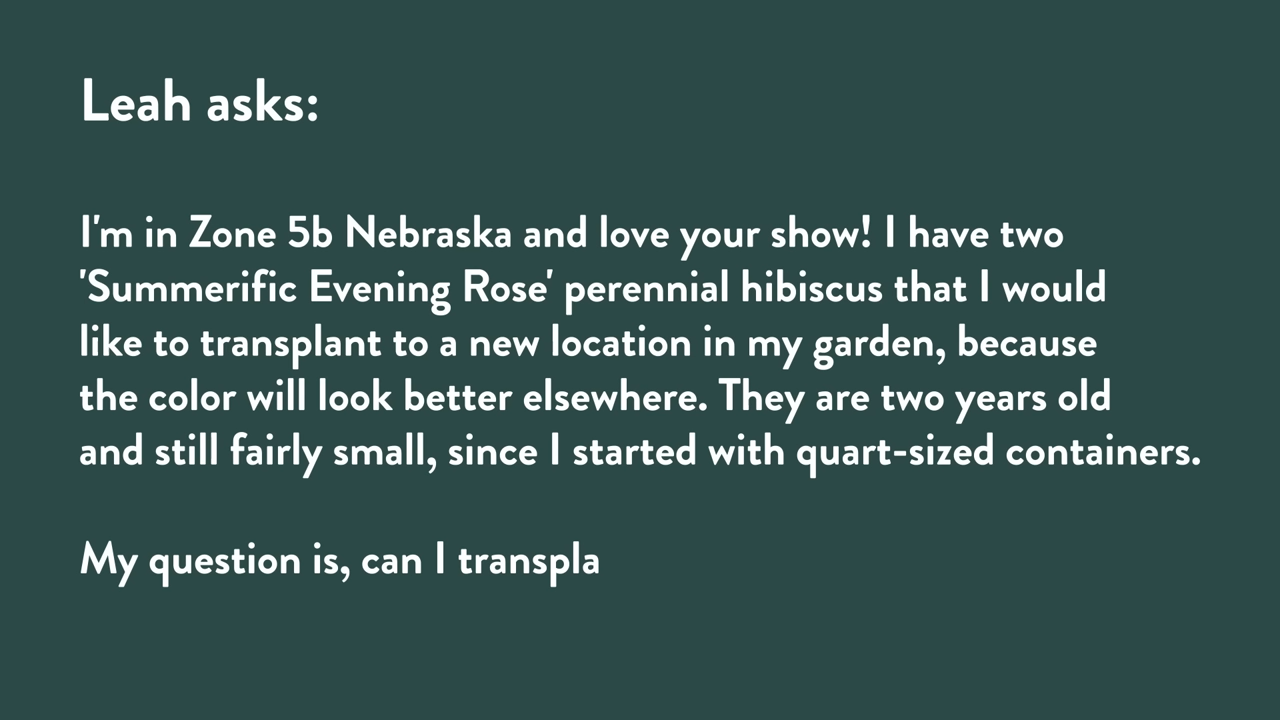 Leah asks:
I'm in Zone 5b Nebraska and love your show! I have two
'Summerific Evening Rose' perennial hibiscus that I would
like to transplant to a new location in my garden, because
the color will look better elsewhere. They are two years old
and still fairly small, since I started with quart-sized containers.
My question is, can I transpla